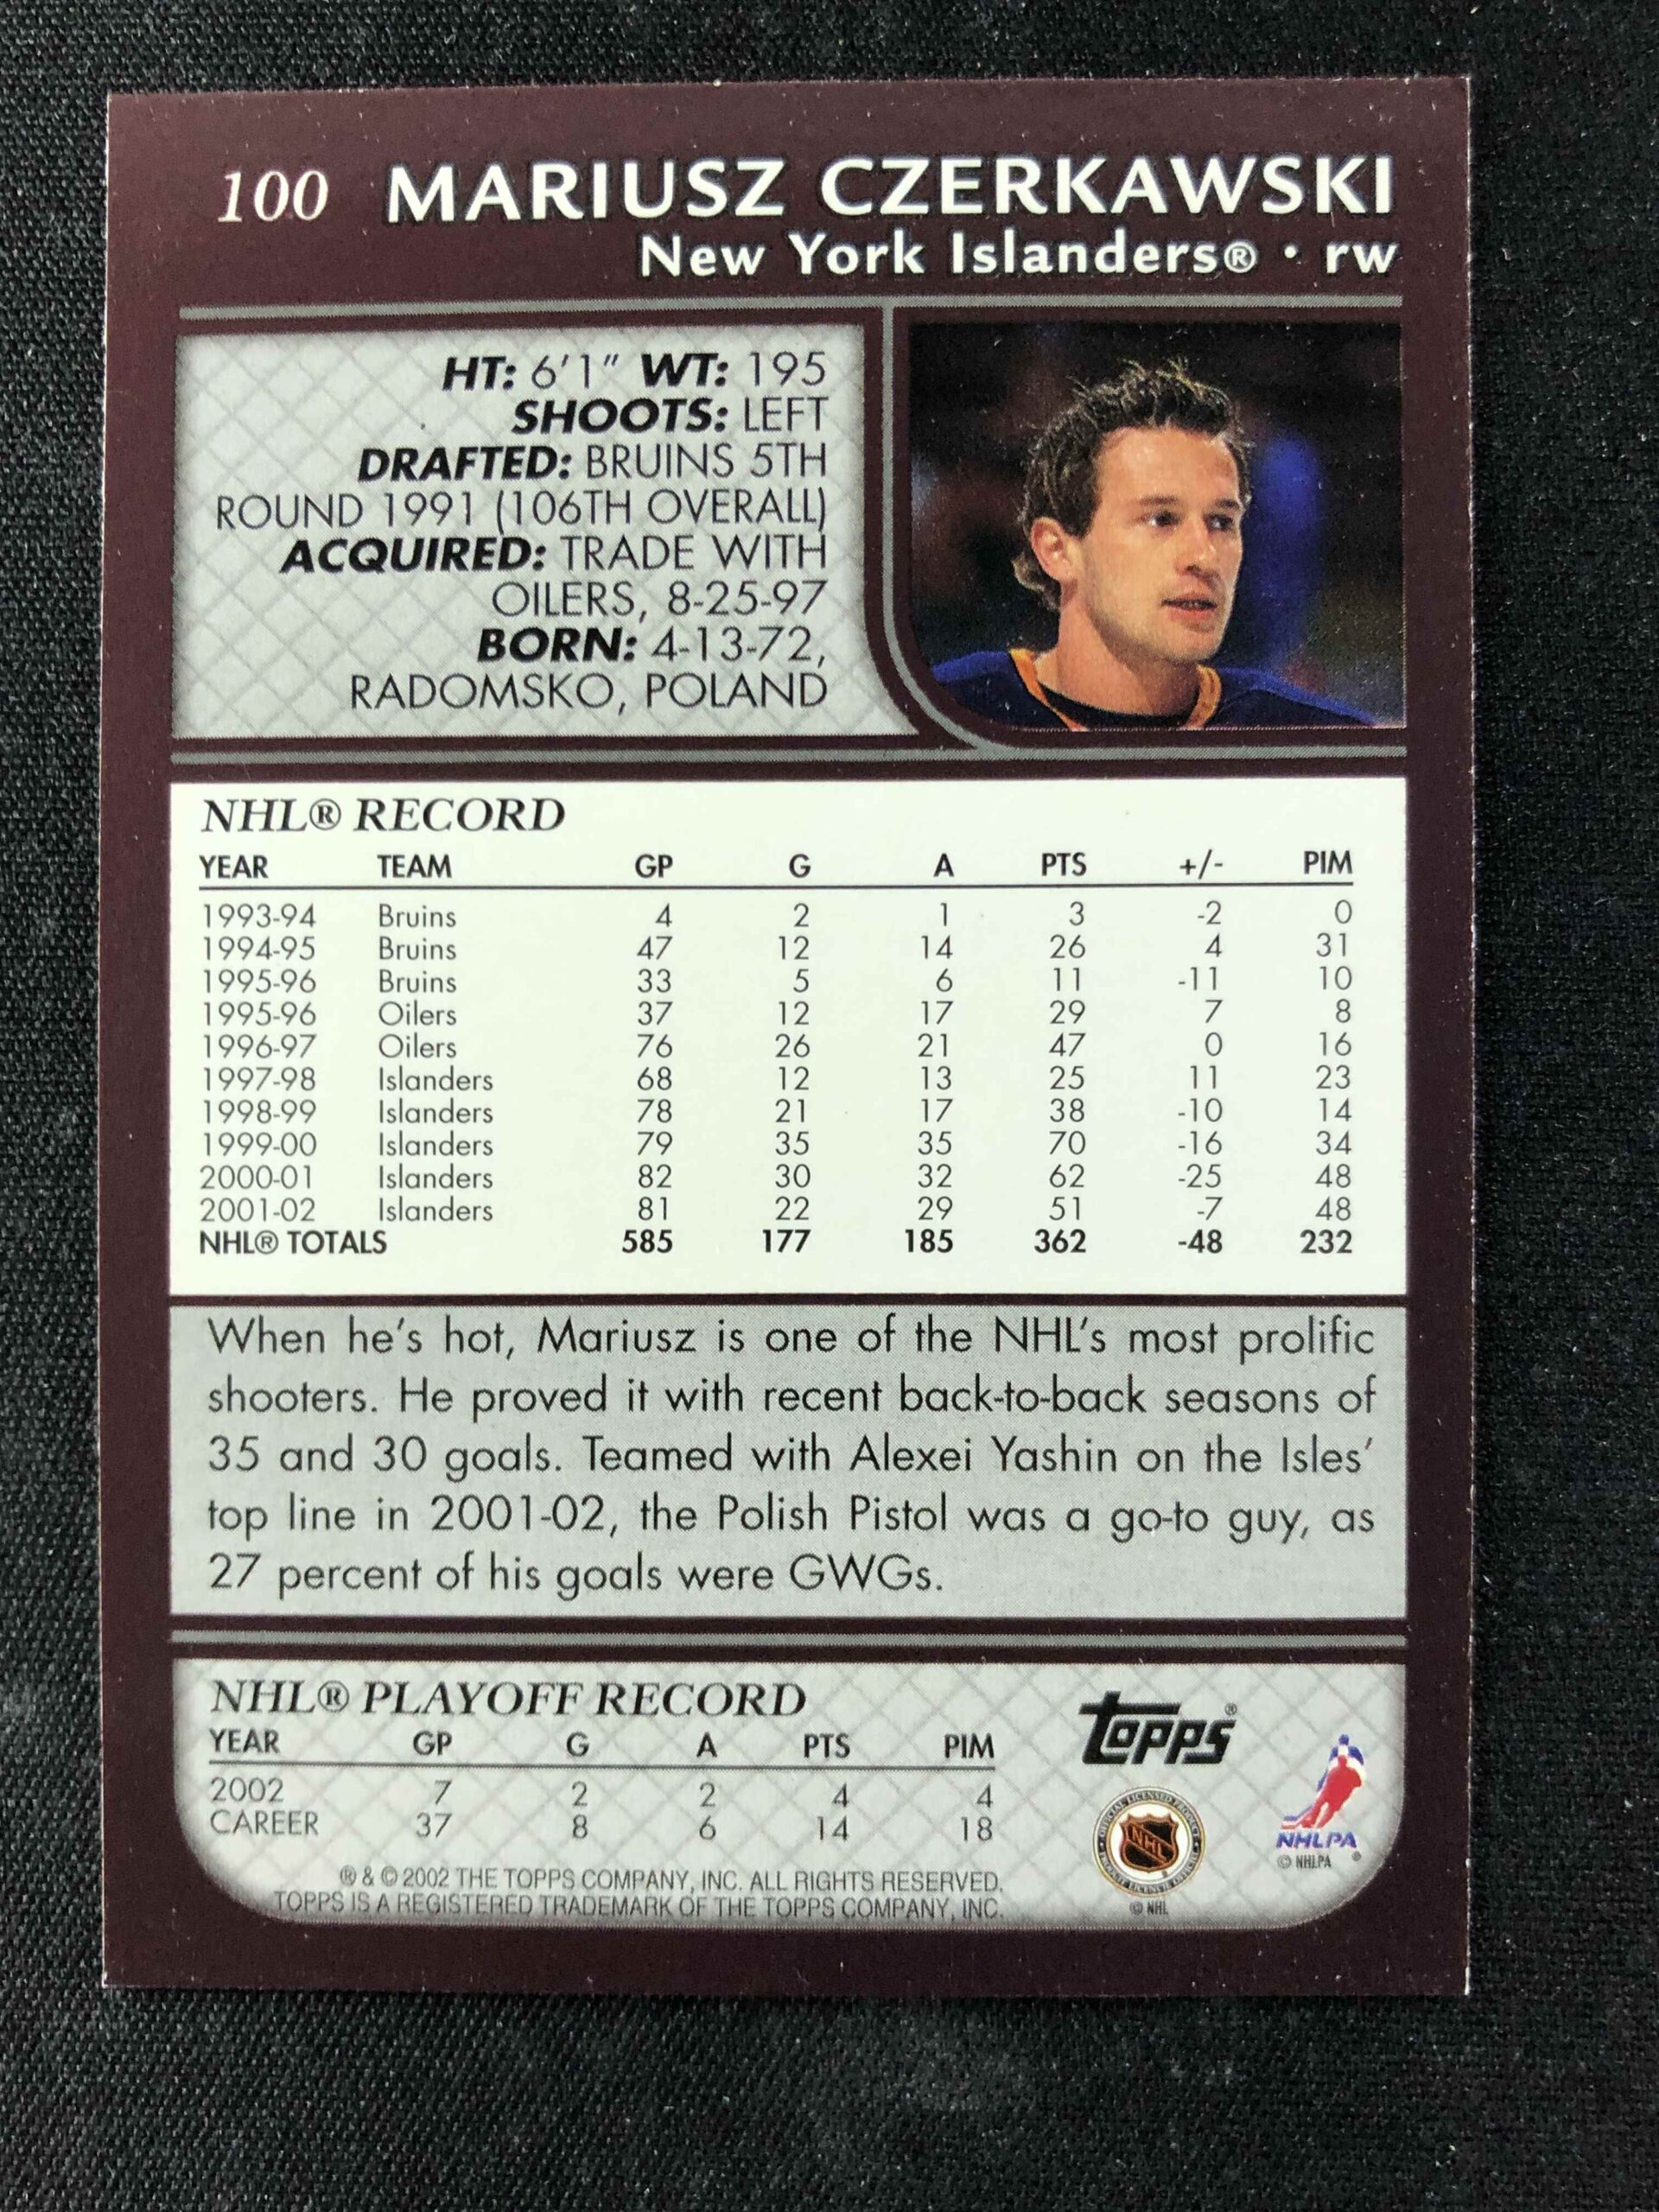 100 MARIUSZ CZERKAWSKI
New York Islanders® · rw
HT: 6'1" WT: 195
SHOOTS: LEFT
DRAFTED: BRUINS 5TH
ROUND 1991 (106TH OVERALL)
ACQUIRED: TRADE WITH
OILERS, 8-25-97
BORN: 4-13-72,
RADOMSKO, POLAND
NHL® RECORD
YEAR TEAM GP G A PTS +/- PIM
1993-94 Bruins 4 2 1 3 -2 0
1994-95 Bruins 47 12 14 26 4 31
1995-96 Bruins 33 5 6 11 -11 10
1995-96 Oilers 37 12 17 29 7 8
1996-97 Oilers 76 26 21 47 0 16
1997-98 Islanders 68 12 13 25 11 23
1998-99 Islanders 78 21 17 38 -10 14
1999-00 Islanders 79 35 35 70 -16 34
2000-01 Islanders 82 30 32 62 -25 48
2001-02 Islanders 81 22 29 51 -7 48
NHL® TOTALS 585 177 185 362 -48 232
When he's hot, Mariusz is one of the NHL's most prolific
shooters. He proved it with recent back-to-back seasons of
35 and 30 goals. Teamed with Alexei Yashin on the Isles'
top line in 2001-02, the Polish Pistol was a go-to guy, as
27 percent of his goals were GWGs.
NHL® PLAYOFF RECORD
YEAR GP G A PTS PIM
2002 7 2 2 4 4
CAREER 37 8 6 14 18
® & © 2002 THE TOPPS COMPANY, INC. ALL RIGHTS RESERVED.
TOPPS IS A REGISTERED TRADEMARK OF THE TOPPS COMPANY, INC.
Topps®
NHL
© NHL
NHLPA ®
© NHLPA